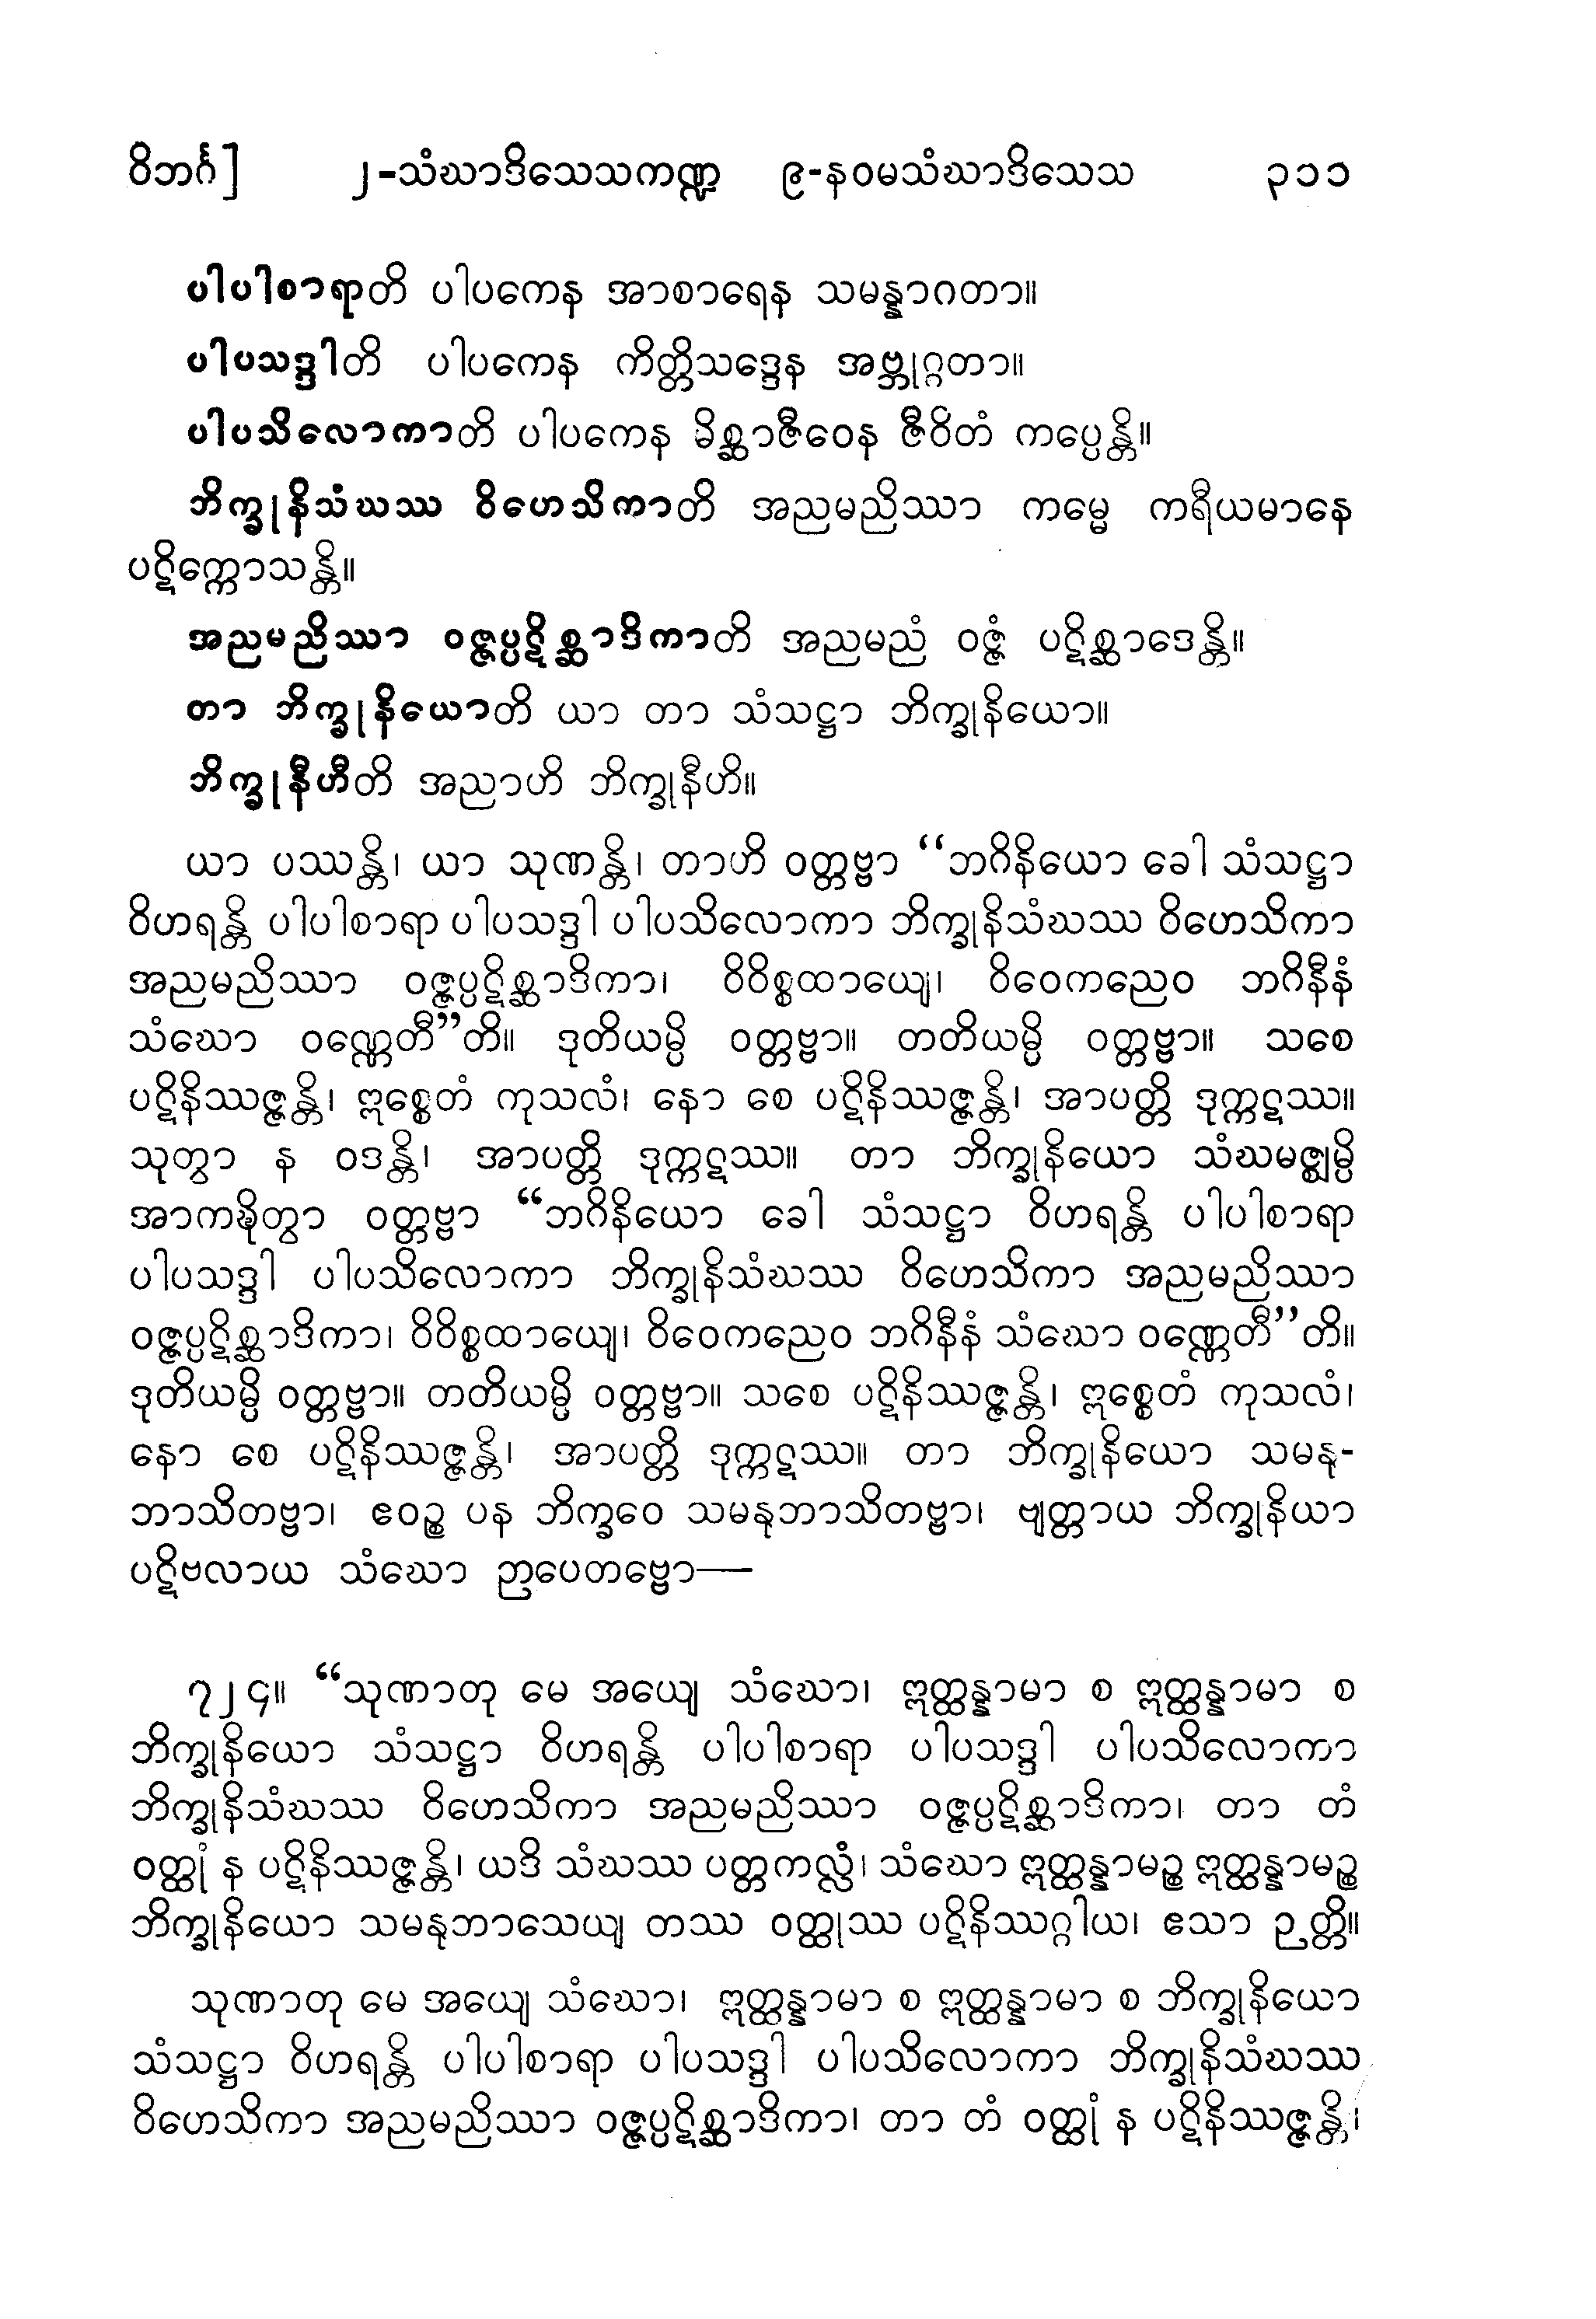 ဝိဘင်္ဂ] ၂-သံဃာဒိသေသကဏ္ဍ ၉-နဝမသံဃာဒိသေသ ၃၁၁
ပါပါစာရာတိ ပါပကေန အာစာရေန သမန္နာဂတာ။
ပါပသဒ္ဒါတိ ပါပကေန ကိတ္တိသဒ္ဒေန အဗ္ဘုဂ္ဂတာ။
ပါပသိလောကာတိ ပါပကေန မိစ္ဆာဇီဝေန ဇီဝိတံ ကပ္ပေန္တိ။
ဘိက္ခုနိသံဃဿ ဝိဟေသိကာတိ အညမညိဿာ ကမ္မေ ကရီယမာနေ
ပဋိက္ကောသန္တိ။
အညမညိဿာ ဝဇ္ဇပ္ပဋိစ္ဆာဒိကာတိ အညမညံ ဝဇ္ဇံ ပဋိစ္ဆာဒေန္တိ။
တာ ဘိက္ခုနိယောတိ ယာ တာ သံသဋ္ဌာ ဘိက္ခုနိယော။
ဘိက္ခုနီဟီတိ အညာဟိ ဘိက္ခုနီဟိ။
ယာ ပဿန္တိ၊ ယာ သုဏန္တိ၊ တာဟိ ဝတ္တဗ္ဗာ “ဘဂိနိယော ခေါ သံသဋ္ဌာ
ဝိဟရန္တိ ပါပါစာရာ ပါပသဒ္ဒါ ပါပသိလောကာ ဘိက္ခုနိသံဃဿ ဝိဟေသိကာ
အညမညိဿာ ဝဇ္ဇပ္ပဋိစ္ဆာဒိကာ၊ ဝိဝိစ္စထာယျေ၊ ဝိဝေကညေဝ ဘဂိနီနံ
သံဃော ဝဏ္ဏေတီ”တိ။ ဒုတိယမ္ပိ ဝတ္တဗ္ဗာ။ တတိယမ္ပိ ဝတ္တဗ္ဗာ။ သစေ
ပဋိနိဿဇ္ဇန္တိ၊ ဣစ္စေတံ ကုသလံ၊ နော စေ ပဋိနိဿဇ္ဇန္တိ၊ အာပတ္တိ ဒုက္ကဋဿ။
သုတွာ န ဝဒန္တိ၊ အာပတ္တိ ဒုက္ကဋဿ။ တာ ဘိက္ခုနိယော သံဃမဇ္ဈမ္ပိ
အာကဍ္ဎိတွာ ဝတ္တဗ္ဗာ “ဘဂိနိယော ခေါ သံသဋ္ဌာ ဝိဟရန္တိ ပါပါစာရာ
ပါပသဒ္ဒါ ပါပသိလောကာ ဘိက္ခုနိသံဃဿ ဝိဟေသိကာ အညမညိဿာ
ဝဇ္ဇပ္ပဋိစ္ဆာဒိကာ၊ ဝိဝိစ္စထာယျေ၊ ဝိဝေကညေဝ ဘဂိနီနံ သံဃော ဝဏ္ဏေတီ”တိ။
ဒုတိယမ္ပိ ဝတ္တဗ္ဗာ။ တတိယမ္ပိ ဝတ္တဗ္ဗာ။ သစေ ပဋိနိဿဇ္ဇန္တိ၊ ဣစ္စေတံ ကုသလံ၊
နော စေ ပဋိနိဿဇ္ဇန္တိ၊ အာပတ္တိ ဒုက္ကဋဿ။ တာ ဘိက္ခုနိယော သမနု-
ဘာသိတဗ္ဗာ၊ ဧဝဉ္စ ပန ဘိက္ခဝေ သမနုဘာသိတဗ္ဗာ၊ ဗျတ္တာယ ဘိက္ခုနိယာ
ပဋိဗလာယ သံဃော ဉာပေတဗ္ဗော—
၇၂၄။ “သုဏာတု မေ အယျေ သံဃော၊ ဣတ္ထန္နာမာ စ ဣတ္ထန္နာမာ စ
ဘိက္ခုနိယော သံသဋ္ဌာ ဝိဟရန္တိ ပါပါစာရာ ပါပသဒ္ဒါ ပါပသိလောကာ
ဘိက္ခုနိသံဃဿ ဝိဟေသိကာ အညမညိဿာ ဝဇ္ဇပ္ပဋိစ္ဆာဒိကာ၊ တာ တံ
ဝတ္ထုံ န ပဋိနိဿဇ္ဇန္တိ၊ ယဒိ သံဃဿ ပတ္တကလ္လံ၊ သံဃော ဣတ္ထန္နာမဉ္စ ဣတ္ထန္နာမဉ္စ
ဘိက္ခုနိယော သမနုဘာသေယျ တဿ ဝတ္ထုဿ ပဋိနိဿဂ္ဂါယ၊ ဧသာ ဉတ္တိ။
သုဏာတု မေ အယျေ သံဃော၊ ဣတ္ထန္နာမာ စ ဣတ္ထန္နာမာ စ ဘိက္ခုနိယော
သံသဋ္ဌာ ဝိဟရန္တိ ပါပါစာရာ ပါပသဒ္ဒါ ပါပသိလောကာ ဘိက္ခုနိသံဃဿ
ဝိဟေသိကာ အညမညိဿာ ဝဇ္ဇပ္ပဋိစ္ဆာဒိကာ၊ တာ တံ ဝတ္ထုံ န ပဋိနိဿဇ္ဇန္တိ၊